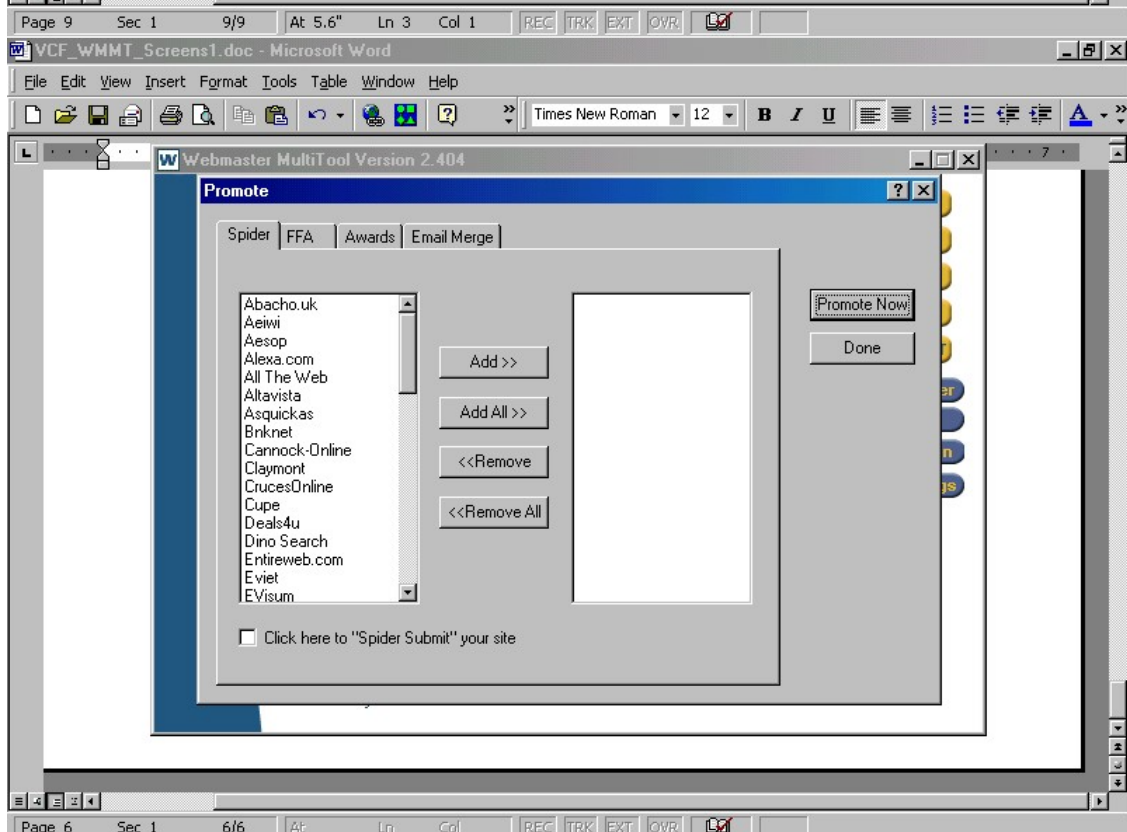 Page 9 Sec 1 9/9 At 5.6" Ln 3 Col 1 REC TRK EXT OVR
VCF_WMMT_Screens1.doc - Microsoft Word
File Edit View Insert Format Tools Table Window Help
Times New Roman 12 B I U A
7
Webmaster MultiTool Version 2.404
Promote
Spider FFA Awards Email Merge
Abacho.uk
Aeiwi
Aesop
Alexa.com
All The Web
Altavista
Asquickas
Bnknet
Cannock-Online
Claymont
CrucesOnline
Cupe
Deals4u
Dino Search
Entireweb.com
Eviet
EVisum
Add >>
Add All >>
<<Remove
<<Remove All
Promote Now
Done
Click here to "Spider Submit" your site
Page 6 Sec 1 6/6 At Ln Col REC TRK EXT OVR